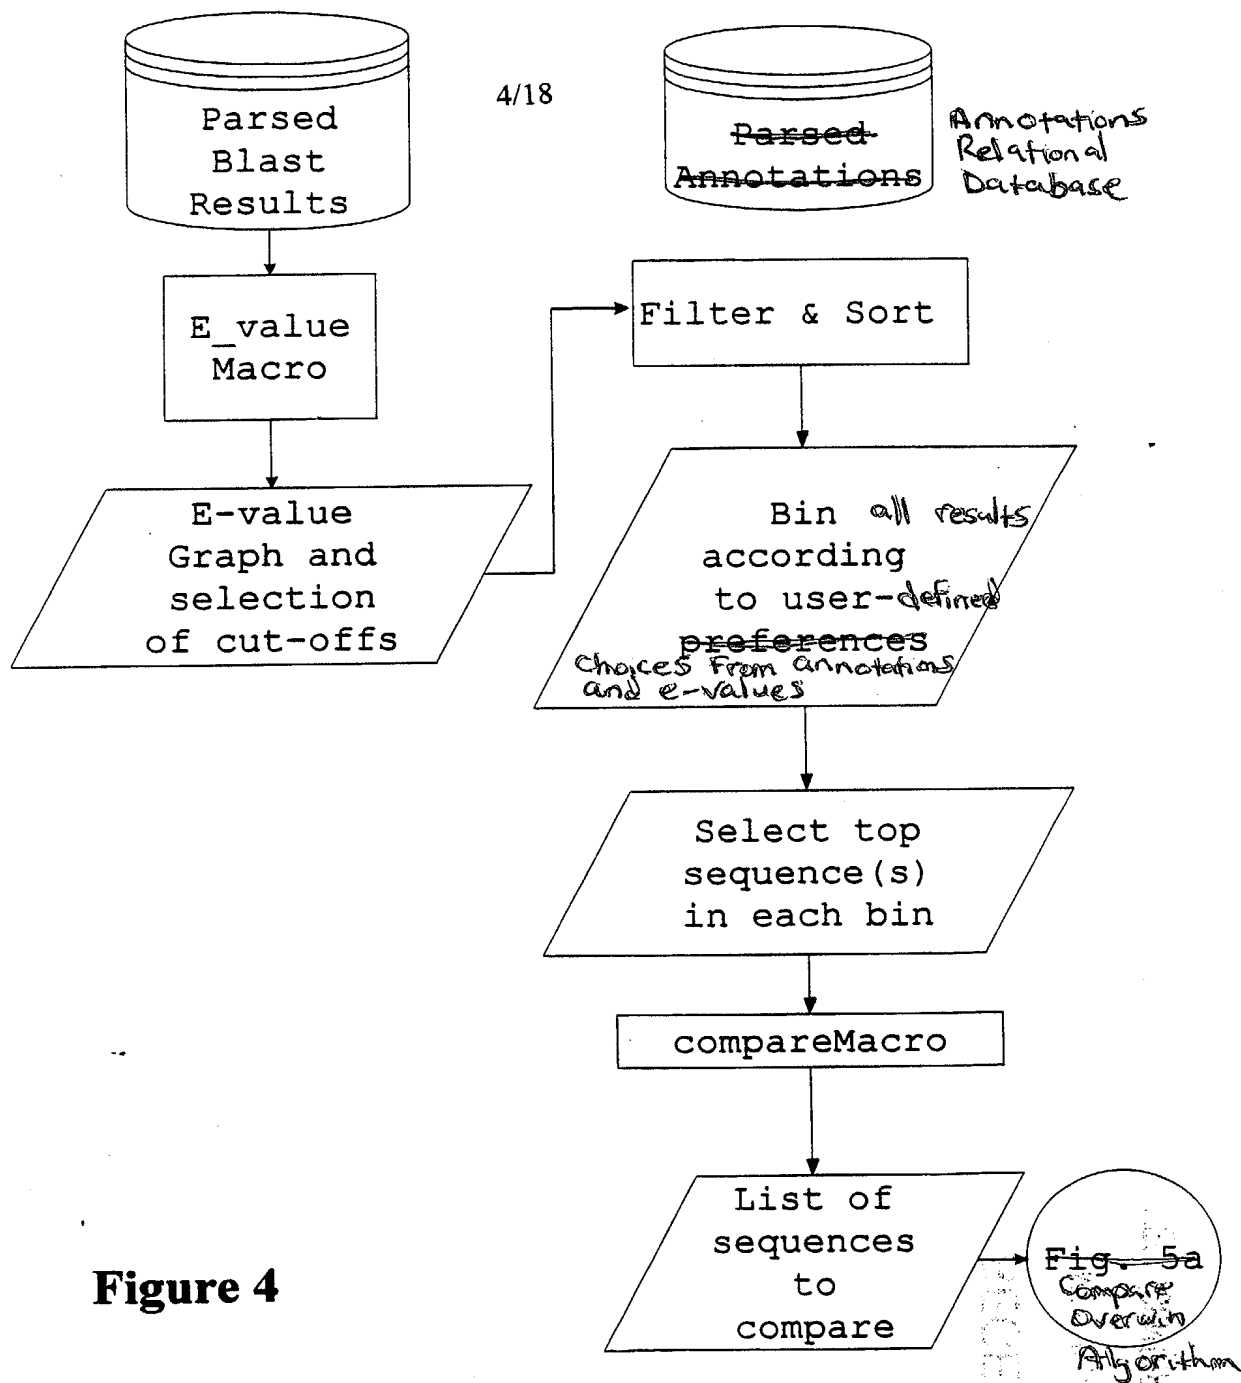 4/18
Parsed
Blast
Results
Parsed
Annotations
Annotations
Relational
Database
E_value
Macro
E-value
Graph and
selection
of cut-offs
Filter & Sort
Bin all results
according
to user-defined
preferences
choices from annotations
and e-values
Select top
sequence(s)
in each bin
compareMacro
List of
sequences
to
compare
Fig. 5a
Compare
Overwin
Algorithm
Figure 4